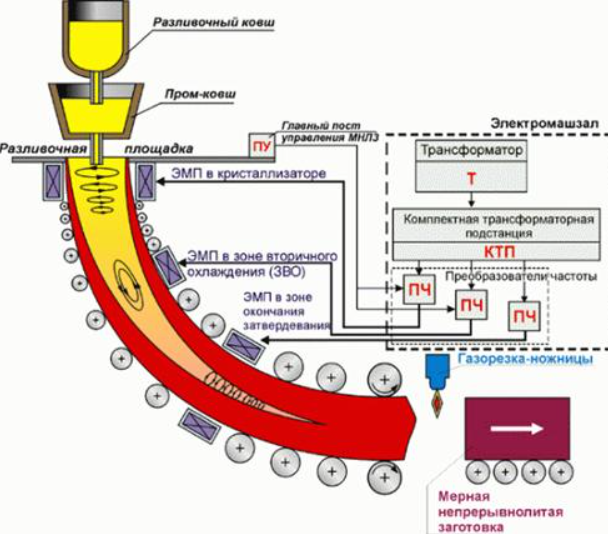 Разливочный ковш
Пром-ковш
Разливочная площадка
ПУ
Главный пост
управления МНЛЗ
Электромашзал
Трансформатор
Т
ЭМП в кристаллизаторе
Комплектная трансформаторная
подстанция
КТП
ЭМП в зоне вторичного
охлаждения (ЗВО)
Преобразователи частоты
ПЧ
ПЧ
ПЧ
ЭМП в зоне
окончания
затвердевания
Газорезка-ножницы
Мерная
непрерывнолитая
заготовка